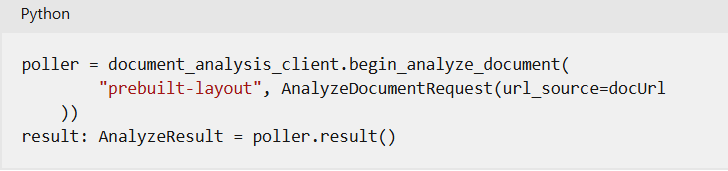 Python
poller = document_analysis_client.begin_analyze_document(
        "prebuilt-layout", AnalyzeDocumentRequest(url_source=docUrl
    ))
result: AnalyzeResult = poller.result()